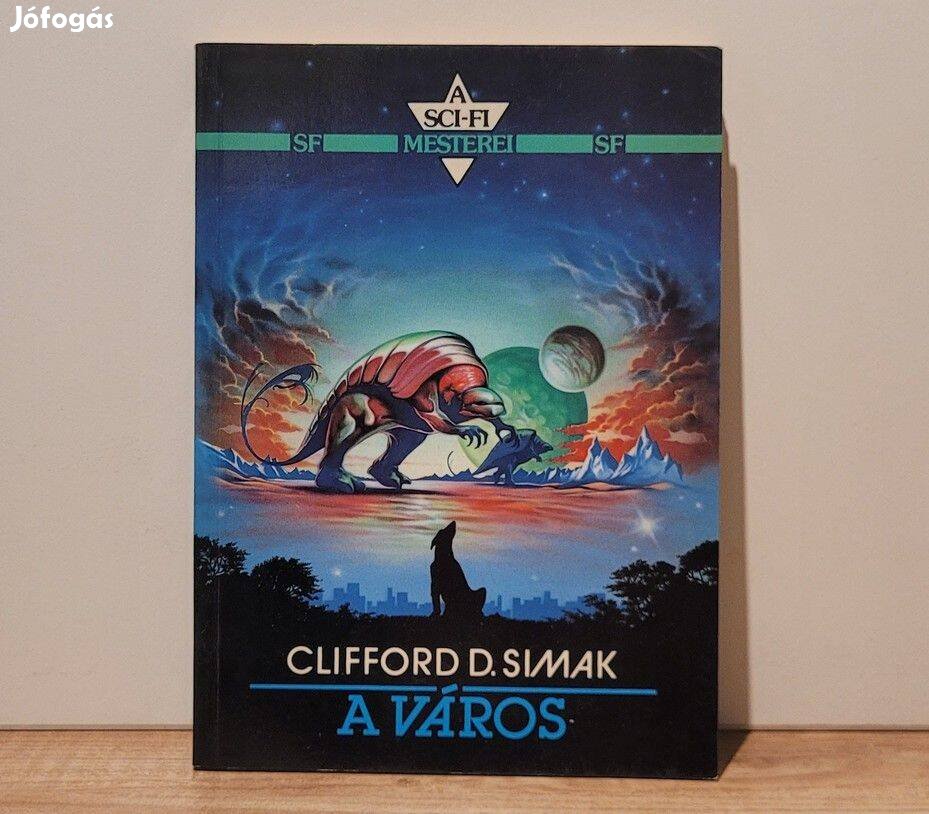 Jófogás
A
SCI-FI
SF MESTEREI SF
CLIFFORD D. SIMAK
A VÁROS